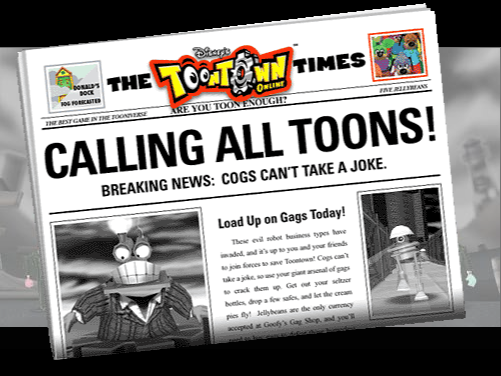 DONALD'S
DOCK
FOG FORECASTED
THE
Disney's
TOONTOWN
ONLINE
TIMES
THE BEST GAME IN THE TOONIVERSE
ARE YOU TOON ENOUGH?
FIVE JELLYBEANS
CALLING ALL TOONS!
BREAKING NEWS: COGS CAN'T TAKE A JOKE.
Load Up on Gags Today!
These evil robot business types have
invaded, and it's up to you and your friends
to join forces to save Toontown! Cogs can't
take a joke, so use your giant arsenal of gags
to crack them up. Get out your seltzer
bottles, drop a few safes, and let the cream
pies fly! Jellybeans are the only currency
accepted at Goofy's Gag Shop, and you'll